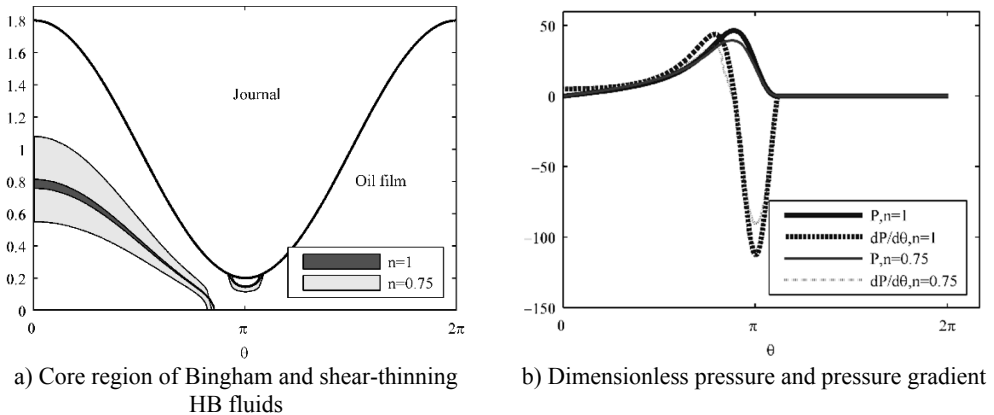 1.8
1.6
1.4
1.2
1
0.8
0.6
0.4
0.2
0
0
π
2π
θ
Journal
Oil film
n=1
n=0.75
a) Core region of Bingham and shear-thinning
HB fluids
50
0
−50
−100
−150
0
π
2π
θ
P,n=1
dP/dθ,n=1
P,n=0.75
dP/dθ,n=0.75
b) Dimensionless pressure and pressure gradient